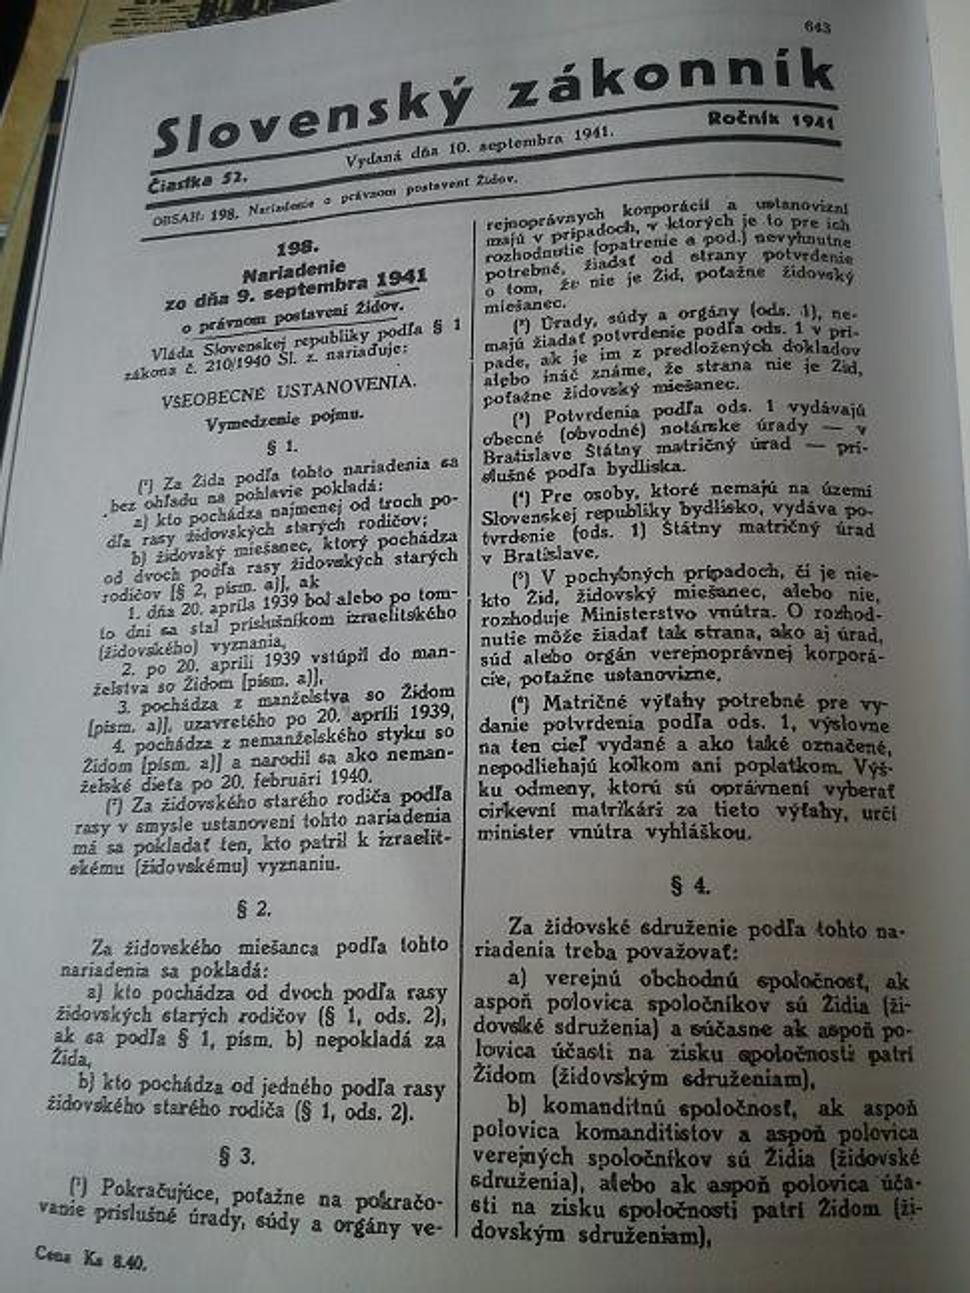 643
Slovenský zákonník
Čiastka 52.
Vydaná dňa 10. septembra 1941.
Ročník 1941
OBSAH: 198. Nariadenie o právnom postavení Židov.
198.
Nariadenie
zo dňa 9. septembra 1941
o právnom postavení Židov.
Vláda Slovenskej republiky podľa § 1
zákona č. 210/1940 Sl. z. nariaďuje:
VŠEOBECNÉ USTANOVENIA.
Vymedzenie pojmu.
§ 1.
(¹) Za Žida podľa tohto nariadenia sa
bez ohľadu na pohlavie pokladá:
a) kto pochádza najmenej od troch po-
dľa rasy židovských starých rodičov;
b) židovský miešanec, ktorý pochádza
od dvoch podľa rasy židovských starých
rodičov [§ 2, písm. a)], ak
1. dňa 20. apríla 1939 bol alebo po tom-
to dni sa stal príslušníkom izraelitského
(židovského) vyznania,
2. po 20. apríli 1939 vstúpil do man-
želstva so Židom [písm. a)],
3. pochádza z manželstva so Židom
[písm. a)], uzavretého po 20. apríli 1939,
4. pochádza z nemanželského styku so
Židom [písm. a)] a narodil sa ako neman-
želské dieťa po 20. februári 1940.
(²) Za židovského starého rodiča podľa
rasy v smysle ustanovení tohto nariadenia
má sa pokladať ten, kto patril k izraelit-
skému (židovskému) vyznaniu.
§ 2.
Za židovského miešanca podľa tohto
nariadenia sa pokladá:
a) kto pochádza od dvoch podľa rasy
židovských starých rodičov (§ 1, ods. 2),
ak sa podľa § 1, písm. b) nepokladá za
Žida,
b) kto pochádza od jedného podľa rasy
židovského starého rodiča (§ 1, ods. 2).
§ 3.
(¹) Pokračujúce, poťažne na pokračo-
vanie príslušné úrady, súdy a orgány ve-
Cena Ks 8.40.
rejnoprávnych korporácií a ustanovizní
majú v prípadoch, v ktorých je to pre ich
rozhodnutie (opatrenie a pod.) nevyhnutne
potrebné, žiadať od strany potvrdenie
o tom, že nie je Žid, poťažne židovský
miešanec.
(²) Úrady, súdy a orgány (ods. 1), ne-
majú žiadať potvrdenie podľa ods. 1 v prí-
pade, ak je im z predložených dokladov
alebo ináč známe, že strana nie je Žid,
poťažne židovský miešanec.
(³) Potvrdenia podľa ods. 1 vydávajú
obecné (obvodné) notárske úrady — v
Bratislave Štátny matričný úrad — prí-
slušné podľa bydliska.
(⁴) Pre osoby, ktoré nemajú na území
Slovenskej republiky bydlisko, vydáva po-
tvrdenie (ods. 1) Štátny matričný úrad
v Bratislave.
(⁵) V pochybných prípadoch, či je nie-
kto Žid, židovský miešanec, alebo nie,
rozhoduje Ministerstvo vnútra. O rozhod-
nutie môže žiadať tak strana, ako aj úrad,
súd alebo orgán verejnoprávnej korporá-
cie, poťažne ustanovizne.
(⁶) Matričné výťahy potrebné pre vy-
danie potvrdenia podľa ods. 1, výslovne
na ten cieľ vydané a ako také označené,
nepodliehajú kolkom ani poplatkom. Výš-
ku odmeny, ktorú sú oprávnení vyberať
cirkevní matrikári za tieto výťahy, určí
minister vnútra vyhláškou.
§ 4.
Za židovské sdruženie podľa tohto na-
riadenia treba považovať:
a) verejnú obchodnú spoločnosť, ak
aspoň polovica spoločníkov sú Židia (ži-
dovské sdruženia) a súčasne ak aspoň po-
lovica účasti na zisku spoločnosti patrí
Židom (židovským sdruženiam),
b) komanditnú spoločnosť, ak aspoň
polovica komanditistov a aspoň polovica
verejných spoločníkov sú Židia (židovské
sdruženia), alebo ak aspoň polovica úča-
sti na zisku spoločnosti patrí Židom (ži-
dovským sdruženiam),